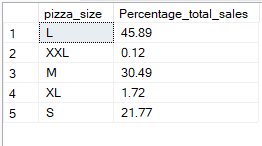 pizza_size Percentage_total_sales
1 L 45.89
2 XXL 0.12
3 M 30.49
4 XL 1.72
5 S 21.77